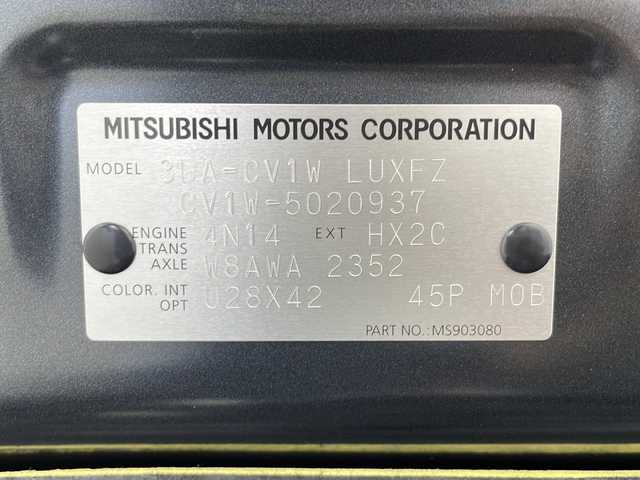 MITSUBISHI MOTORS CORPORATION
MODEL 3DA-CV1W LUXFZ
CV1W-5020937
ENGINE 4N14 EXT HX2C
TRANS
AXLE W8AWA 2352
COLOR. INT U28X42 45P M0B
OPT
PART NO.:MS903080